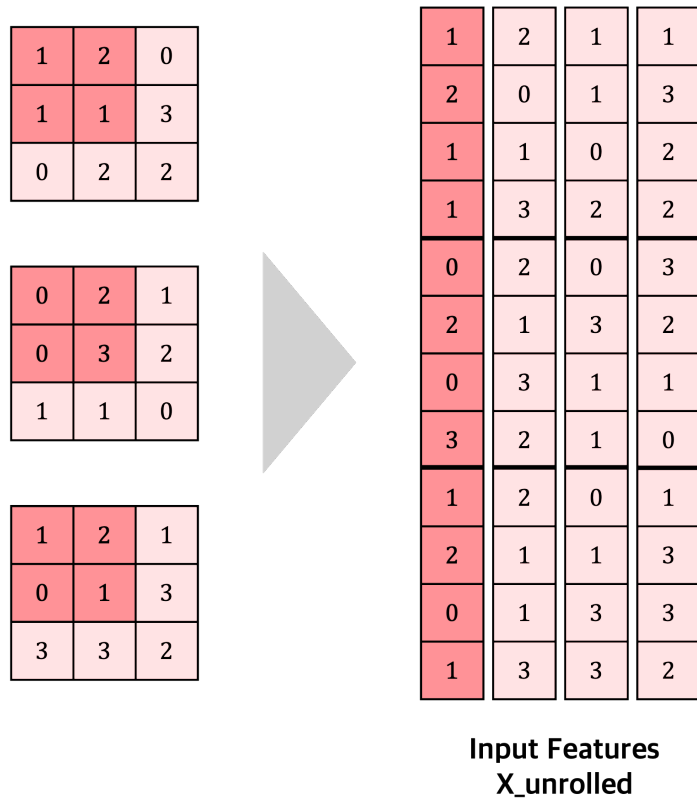 1 2 0
1 1 3
0 2 2
0 2 1
0 3 2
1 1 0
1 2 1
0 1 3
3 3 2
1 2 1 1
2 0 1 3
1 1 0 2
1 3 2 2
0 2 0 3
2 1 3 2
0 3 1 1
3 2 1 0
1 2 0 1
2 1 1 3
0 1 3 3
1 3 3 2
Input Features
X_unrolled